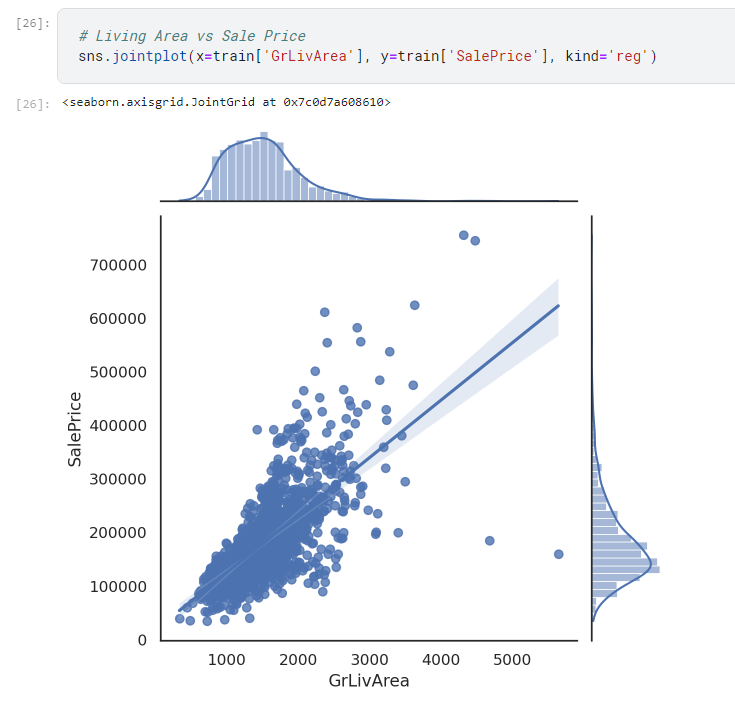 [26]:
# Living Area vs Sale Price
sns.jointplot(x=train['GrLivArea'], y=train['SalePrice'], kind='reg')
[26]:
<seaborn.axisgrid.JointGrid at 0x7c0d7a608610>
700000
600000
500000
400000
300000
200000
100000
0
SalePrice
1000 2000 3000 4000 5000
GrLivArea